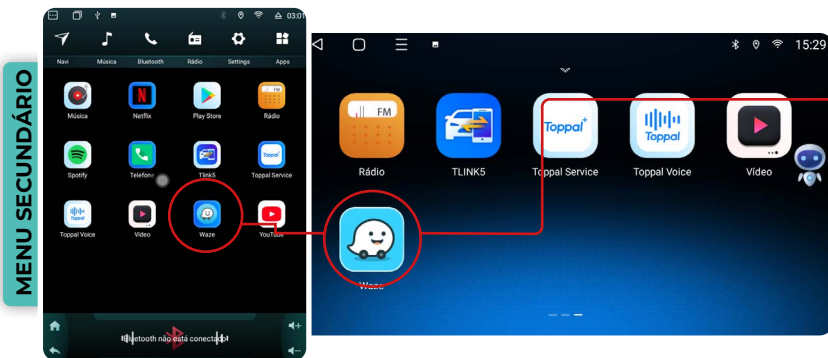 MENU SECUNDÁRIO
03:01
Navi Música Bluetooth Rádio Settings Apps
Música Netflix Play Store Rádio
Spotify Telefone Tlink5 Toppal Service
Toppal Voice Vídeo Waze YouTube
Bluetooth não está conectado!
15:29
FM
Toppal+
Toppal
Rádio TLINK5 Toppal Service Toppal Voice Vídeo
Waze